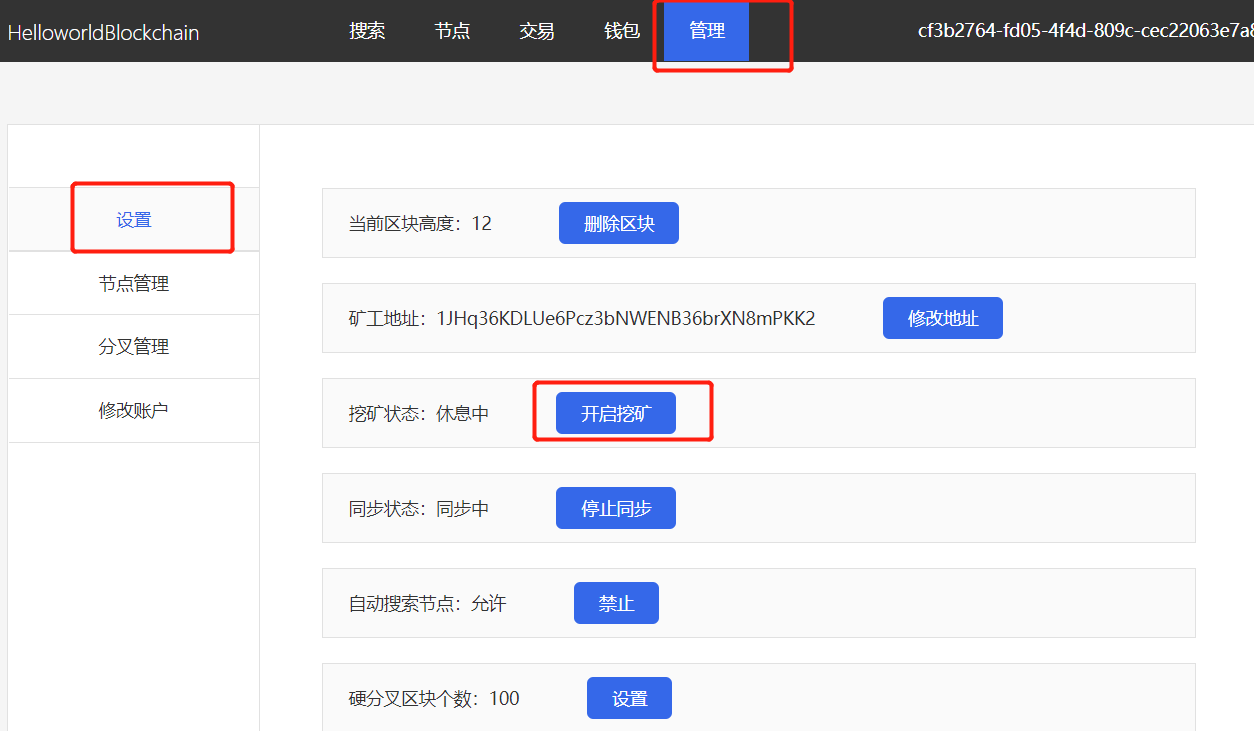 HelloworldBlockchain 搜索 节点 交易 钱包 管理 cf3b2764-fd05-4f4d-809c-cec22063e7a8
设置
节点管理
分叉管理
修改账户
当前区块高度：12 删除区块
矿工地址：1JHq36KDLUe6Pcz3bNWENB36brXN8mPKK2 修改地址
挖矿状态：休息中 开启挖矿
同步状态：同步中 停止同步
自动搜索节点：允许 禁止
硬分叉区块个数：100 设置